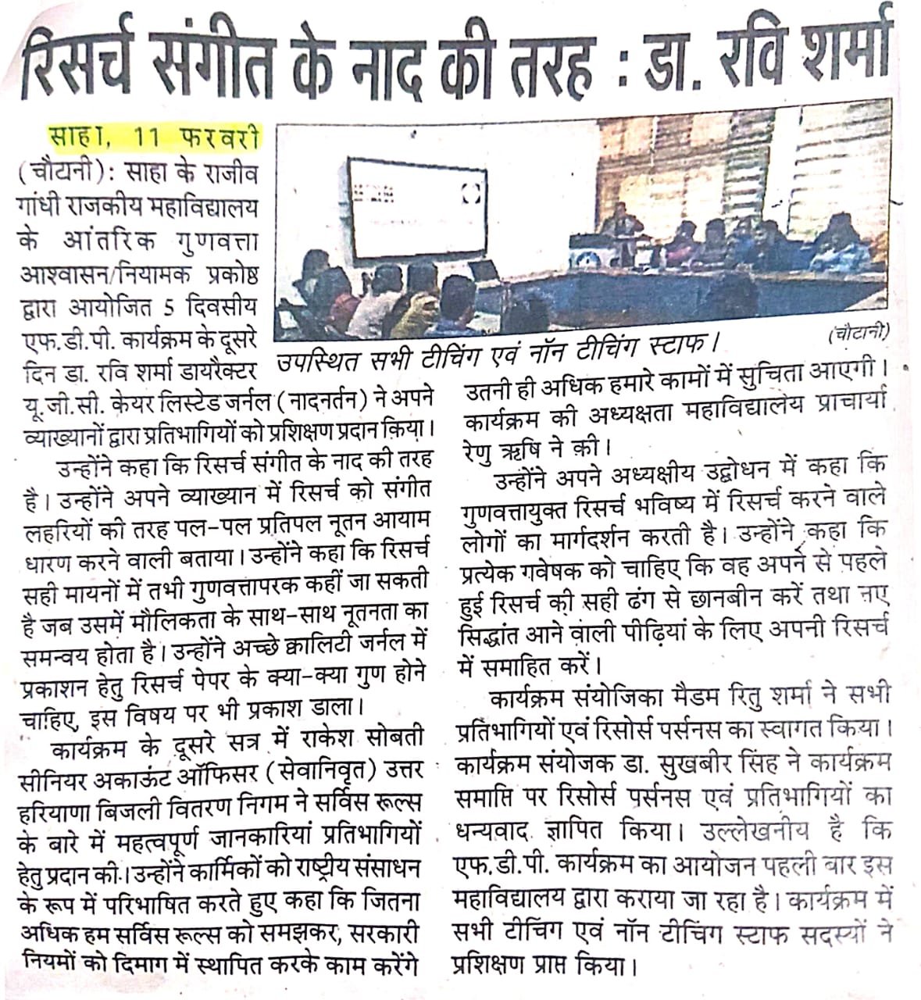 रिसर्च संगीत के नाद की तरह : डा. रवि शर्मा
साहा, 11 फरवरी
(चौटानी): साहा के राजीव
गांधी राजकीय महाविद्यालय
के आंतरिक गुणवत्ता
आश्वासन/नियामक प्रकोष्ठ
द्वारा आयोजित 5 दिवसीय
एफ.डी.पी. कार्यक्रम के दूसरे
दिन डा. रवि शर्मा डायरैक्टर
यू.जी.सी. केयर लिस्टेड जर्नल (नादनर्तन) ने अपने
व्याख्यानों द्वारा प्रतिभागियों को प्रशिक्षण प्रदान किया।
उन्होंने कहा कि रिसर्च संगीत के नाद की तरह
है। उन्होंने अपने व्याख्यान में रिसर्च को संगीत
लहरियों की तरह पल-पल प्रतिपल नूतन आयाम
धारण करने वाली बताया। उन्होंने कहा कि रिसर्च
सही मायनों में तभी गुणवत्तापरक कहीं जा सकती
है जब उसमें मौलिकता के साथ-साथ नूतनता का
समन्वय होता है। उन्होंने अच्छे क्वालिटी जर्नल में
प्रकाशन हेतु रिसर्च पेपर के क्या-क्या गुण होने
चाहिए, इस विषय पर भी प्रकाश डाला।
कार्यक्रम के दूसरे सत्र में राकेश सोबती
सीनियर अकाऊंट ऑफिसर (सेवानिवृत) उत्तर
हरियाणा बिजली वितरण निगम ने सर्विस रूल्स
के बारे में महत्वपूर्ण जानकारियां प्रतिभागियों
हेतु प्रदान की। उन्होंने कार्मिकों को राष्ट्रीय संसाधन
के रूप में परिभाषित करते हुए कहा कि जितना
अधिक हम सर्विस रूल्स को समझकर, सरकारी
नियमों को दिमाग में स्थापित करके काम करेंगे
(चौटानी)
उपस्थित सभी टीचिंग एवं नॉन टीचिंग स्टाफ।
उतनी ही अधिक हमारे कामों में सुचिता आएगी।
कार्यक्रम की अध्यक्षता महाविद्यालेय प्राचार्या
रेणु ऋषि ने की।
उन्होंने अपने अध्यक्षीय उद्बोधन में कहा कि
गुणवत्तायुक्त रिसर्च भविष्य में रिसर्च करने वाले
लोगों का मार्गदर्शन करती है। उन्होंने कहा कि
प्रत्येक गवेषक को चाहिए कि वह अपने से पहले
हुई रिसर्च की सही ढंग से छानबीन करें तथा नए
सिद्धांत आने वाली पीढ़ियां के लिए अपनी रिसर्च
में समाहित करें।
कार्यक्रम संयोजिका मैडम रितु शर्मा ने सभी
प्रतिभागियों एवं रिसोर्स पर्सनस का स्वागत किया।
कार्यक्रम संयोजक डा. सुखबीर सिंह ने कार्यक्रम
समाप्ति पर रिसोर्स पर्सनस एवं प्रतिभागियों का
धन्यवाद ज्ञापित किया। उल्लेखनीय है कि
एफ.डी.पी. कार्यक्रम का आयोजन पहली बार इस
महाविद्यालय द्वारा कराया जा रहा है। कार्यक्रम में
सभी टीचिंग एवं नॉन टीचिंग स्टाफ सदस्यों ने
प्रशिक्षण प्राप्त किया।